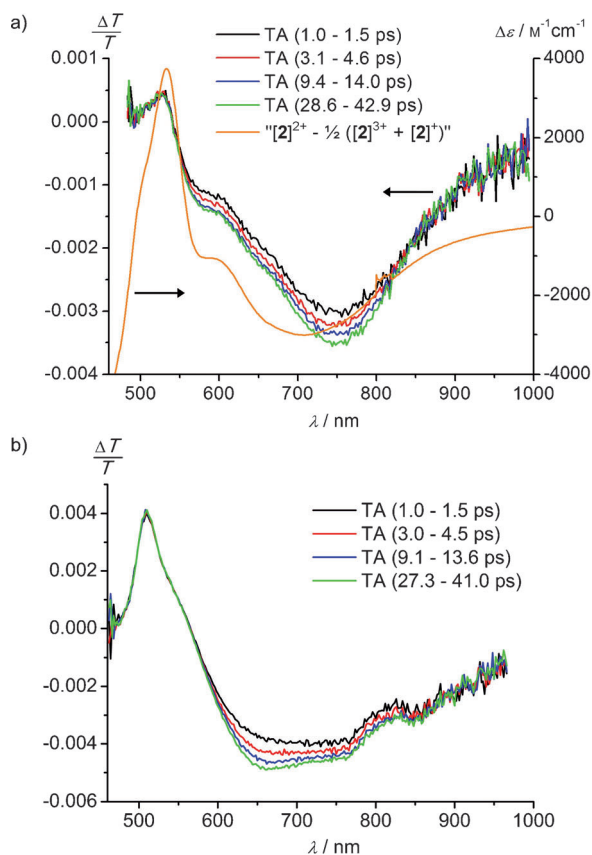 a)
ΔT/T
Δε / M⁻¹cm⁻¹
TA (1.0 - 1.5 ps)
TA (3.1 - 4.6 ps)
TA (9.4 - 14.0 ps)
TA (28.6 - 42.9 ps)
"[2]²⁺ - ½ ([2]³⁺ + [2]⁺)"
0.001
0.000
-0.001
-0.002
-0.003
-0.004
4000
2000
0
-2000
-4000
500 600 700 800 900 1000
λ / nm
b)
ΔT/T
TA (1.0 - 1.5 ps)
TA (3.0 - 4.5 ps)
TA (9.1 - 13.6 ps)
TA (27.3 - 41.0 ps)
0.004
0.002
0.000
-0.002
-0.004
-0.006
500 600 700 800 900 1000
λ / nm